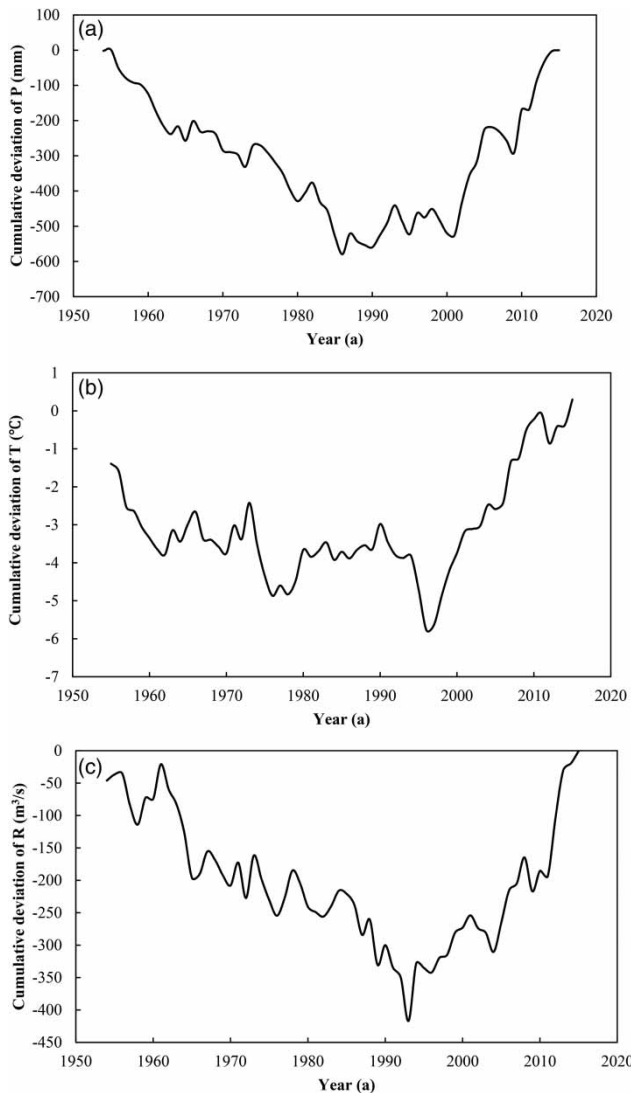 (a)
Cumulative deviation of P (mm)
100
0
-100
-200
-300
-400
-500
-600
-700
1950 1960 1970 1980 1990 2000 2010 2020
Year (a)
(b)
Cumulative deviation of T (℃)
1
0
-1
-2
-3
-4
-5
-6
-7
1950 1960 1970 1980 1990 2000 2010 2020
Year (a)
(c)
Cumulative deviation of R (m³/s)
0
-50
-100
-150
-200
-250
-300
-350
-400
-450
1950 1960 1970 1980 1990 2000 2010 2020
Year (a)